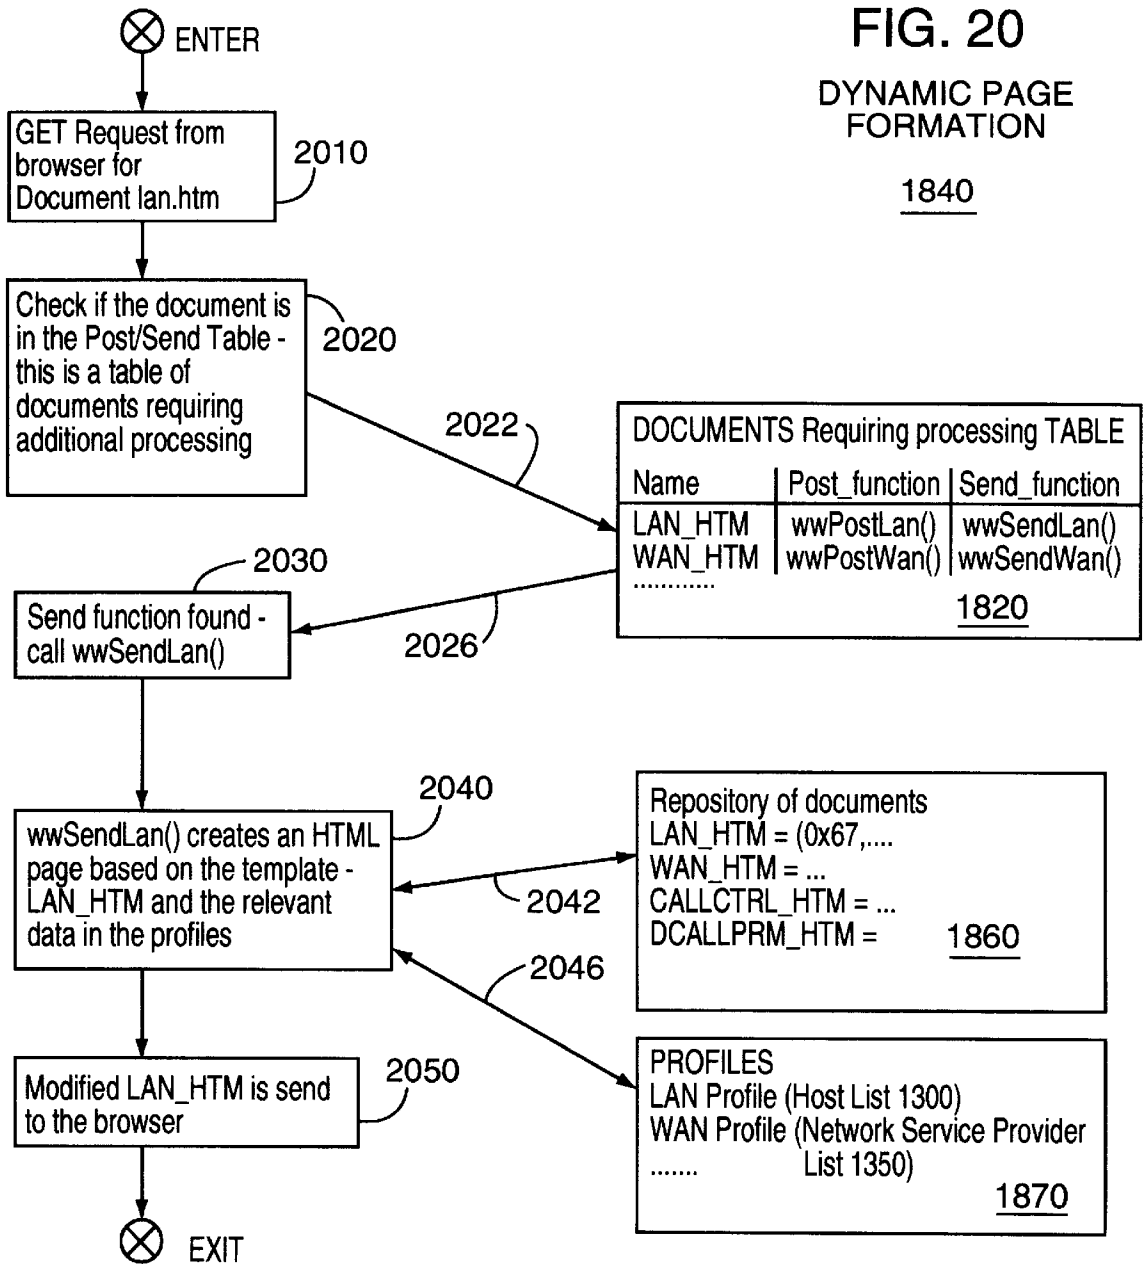 ENTER
FIG. 20
DYNAMIC PAGE
FORMATION
1840
GET Request from
browser for
Document lan.htm
2010
Check if the document is
in the Post/Send Table -
this is a table of
documents requiring
additional processing
2020
2022
DOCUMENTS Requiring processing TABLE
Name Post_function Send_function
LAN_HTM wwPostLan() wwSendLan()
WAN_HTM wwPostWan() wwSendWan()
............
1820
2026
2030
Send function found -
call wwSendLan()
2040
wwSendLan() creates an HTML
page based on the template -
LAN_HTM and the relevant
data in the profiles
2042
Repository of documents
LAN_HTM = (0x67,....
WAN_HTM = ...
CALLCTRL_HTM = ...
DCALLPRM_HTM =
1860
2046
PROFILES
LAN Profile (Host List 1300)
WAN Profile (Network Service Provider
....... List 1350)
1870
2050
Modified LAN_HTM is send
to the browser
EXIT